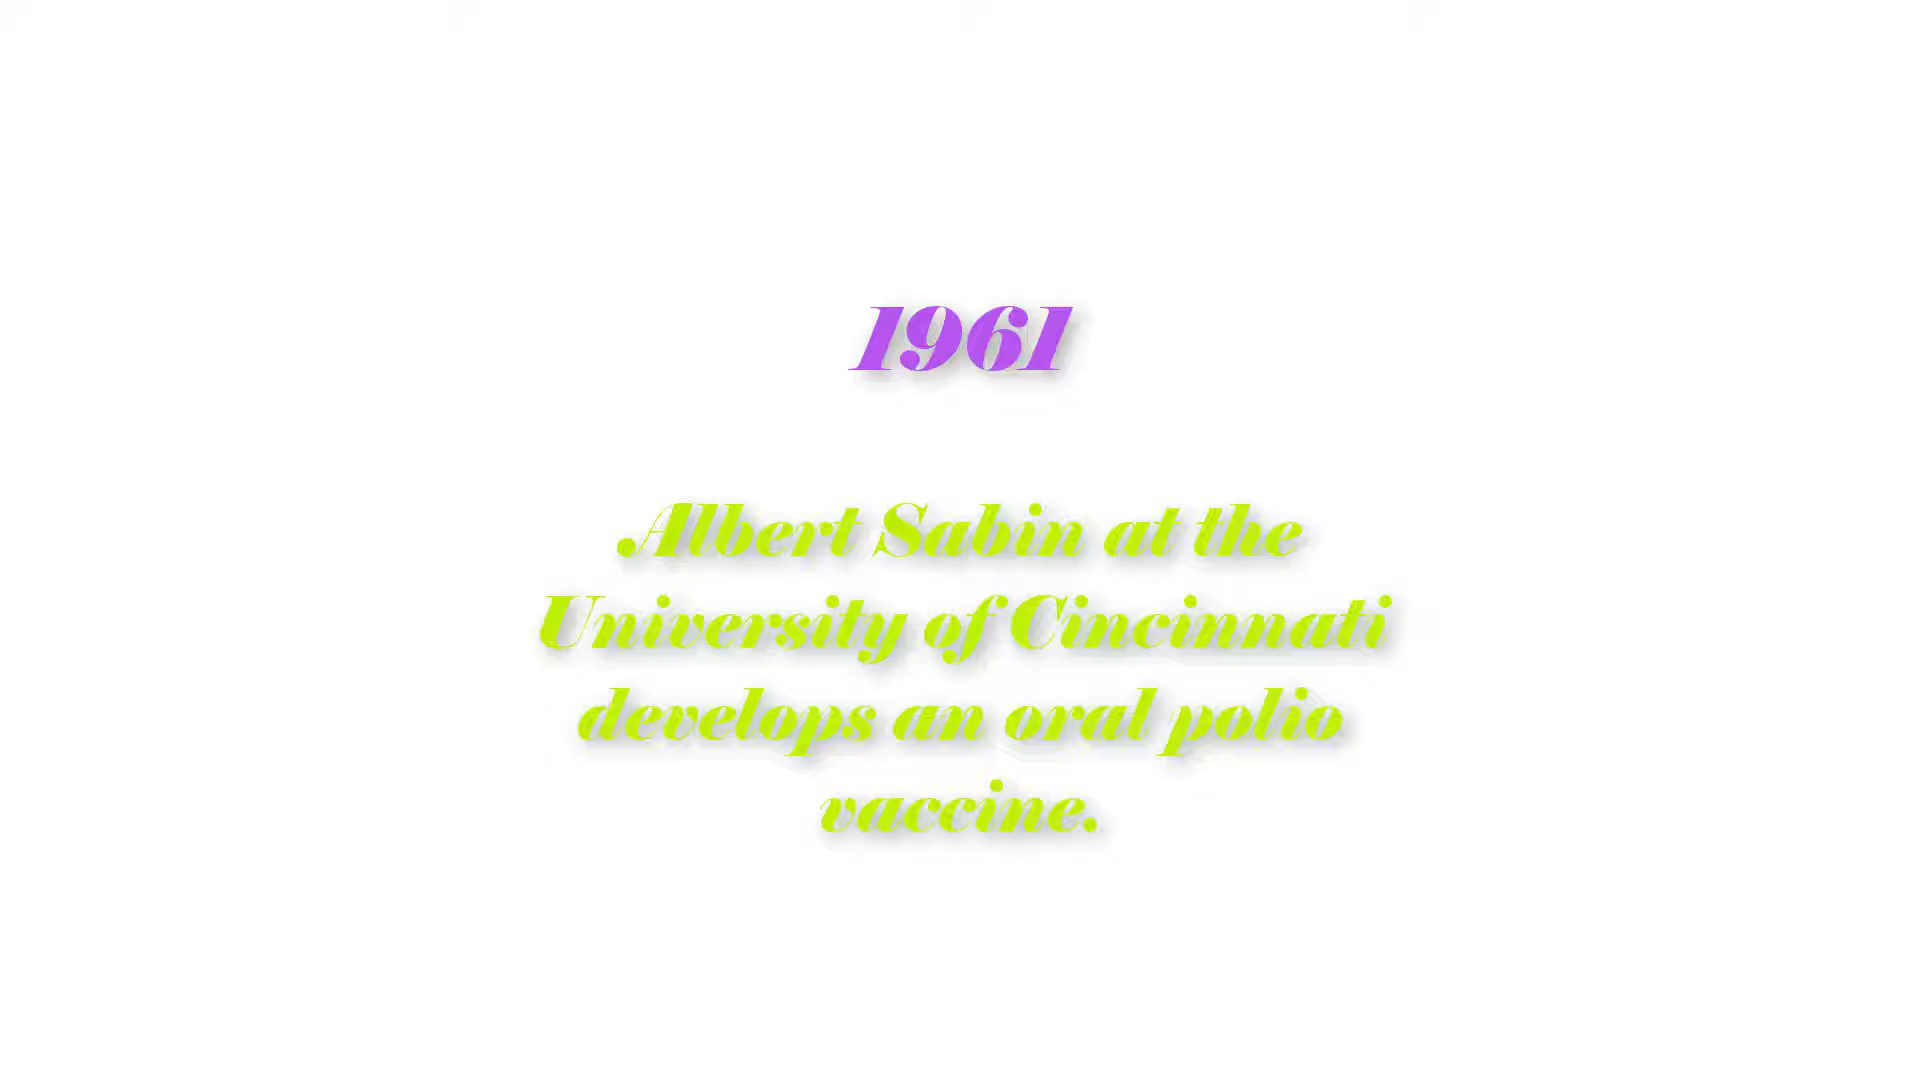 1961
Albert Sabin at the
University of Cincinnati
develops an oral polio
vaccine.